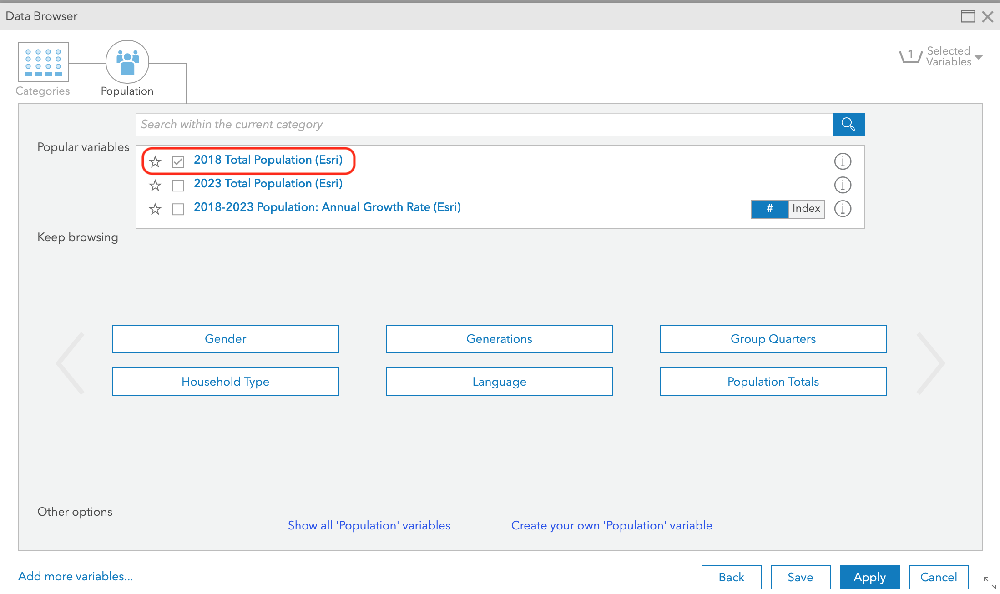 Data Browser
Categories
Population
1
Selected
Variables
Search within the current category
Popular variables
2018 Total Population (Esri)
2023 Total Population (Esri)
2018-2023 Population: Annual Growth Rate (Esri)
# Index
Keep browsing
Gender
Generations
Group Quarters
Household Type
Language
Population Totals
Other options
Show all 'Population' variables
Create your own 'Population' variable
Add more variables...
Back
Save
Apply
Cancel